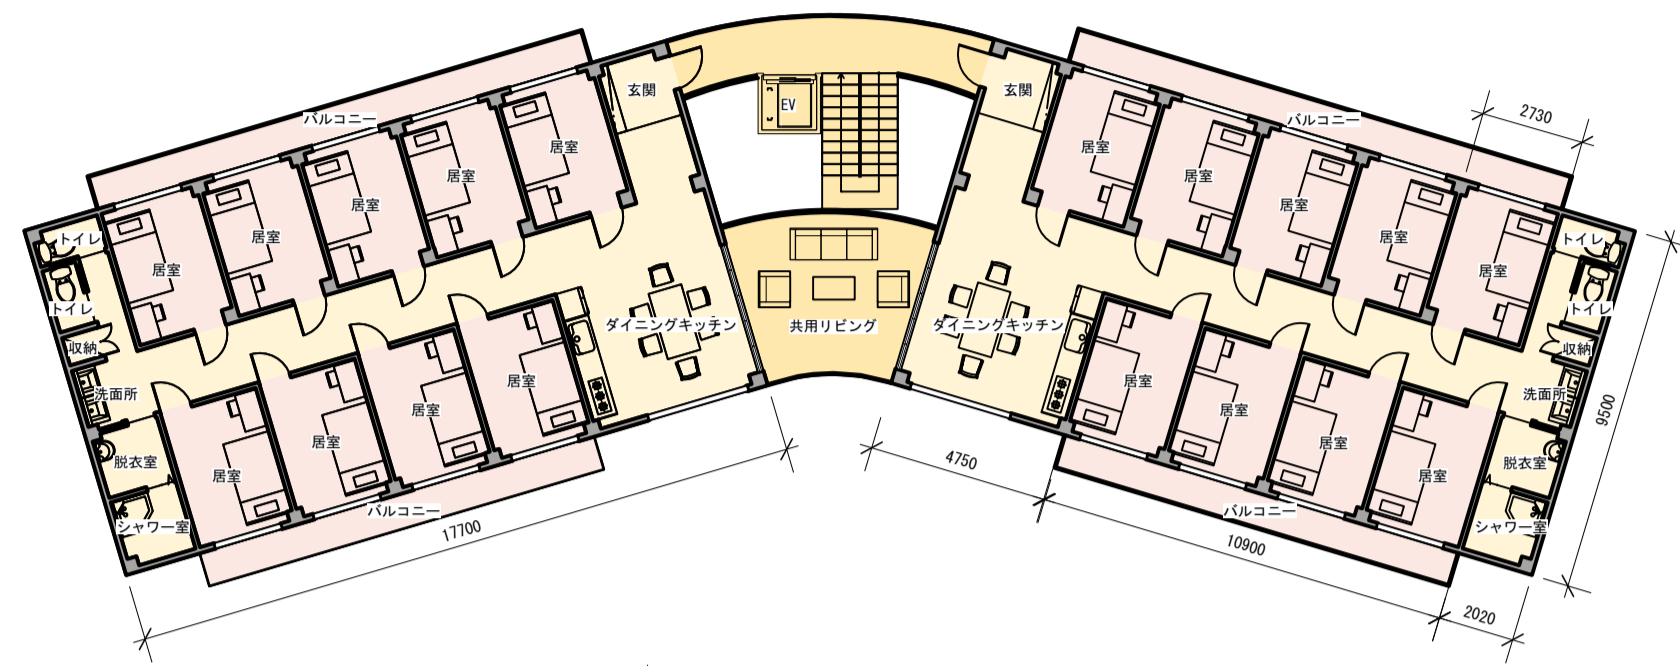 玄関
EV
玄関
バルコニー
バルコニー
2730
居室
居室
居室
居室
居室
居室
居室
居室
居室
居室
トイレ
トイレ
トイレ
トイレ
収納
収納
ダイニングキッチン
共用リビング
ダイニングキッチン
洗面所
洗面所
9500
居室
居室
居室
居室
居室
居室
居室
居室
脱衣室
脱衣室
シャワー室
シャワー室
バルコニー
バルコニー
4750
17700
10900
2020